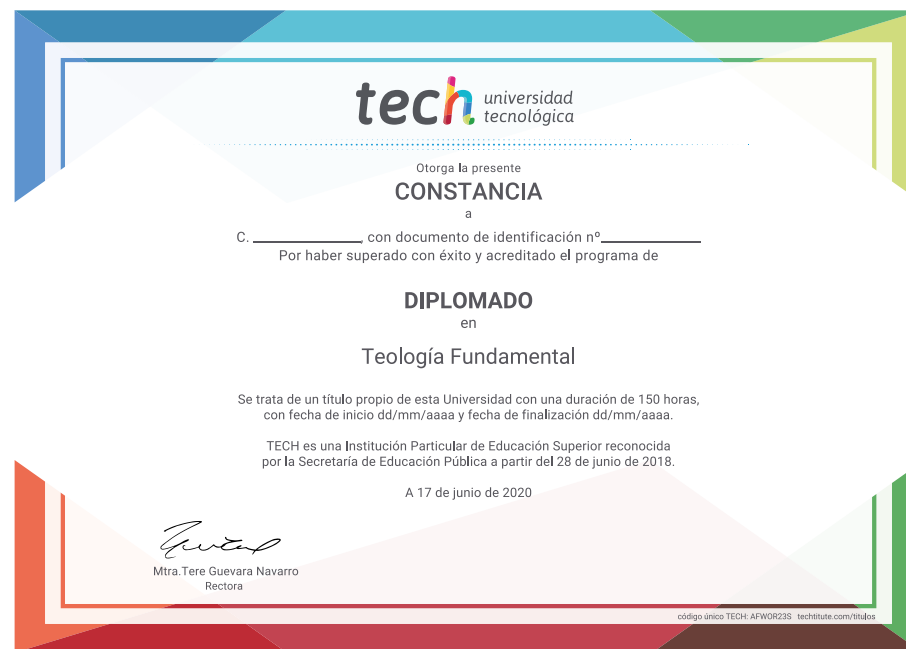 tech universidad
tecnológica
Otorga la presente
CONSTANCIA
a
C. ____________, con documento de identificación nº____________
Por haber superado con éxito y acreditado el programa de
DIPLOMADO
en
Teología Fundamental
Se trata de un título propio de esta Universidad con una duración de 150 horas,
con fecha de inicio dd/mm/aaaa y fecha de finalización dd/mm/aaaa.
TECH es una Institución Particular de Educación Superior reconocida
por la Secretaría de Educación Pública a partir del 28 de junio de 2018.
A 17 de junio de 2020
Mtra.Tere Guevara Navarro
Rectora
código único TECH: AFWOR23S techtitute.com/titulos